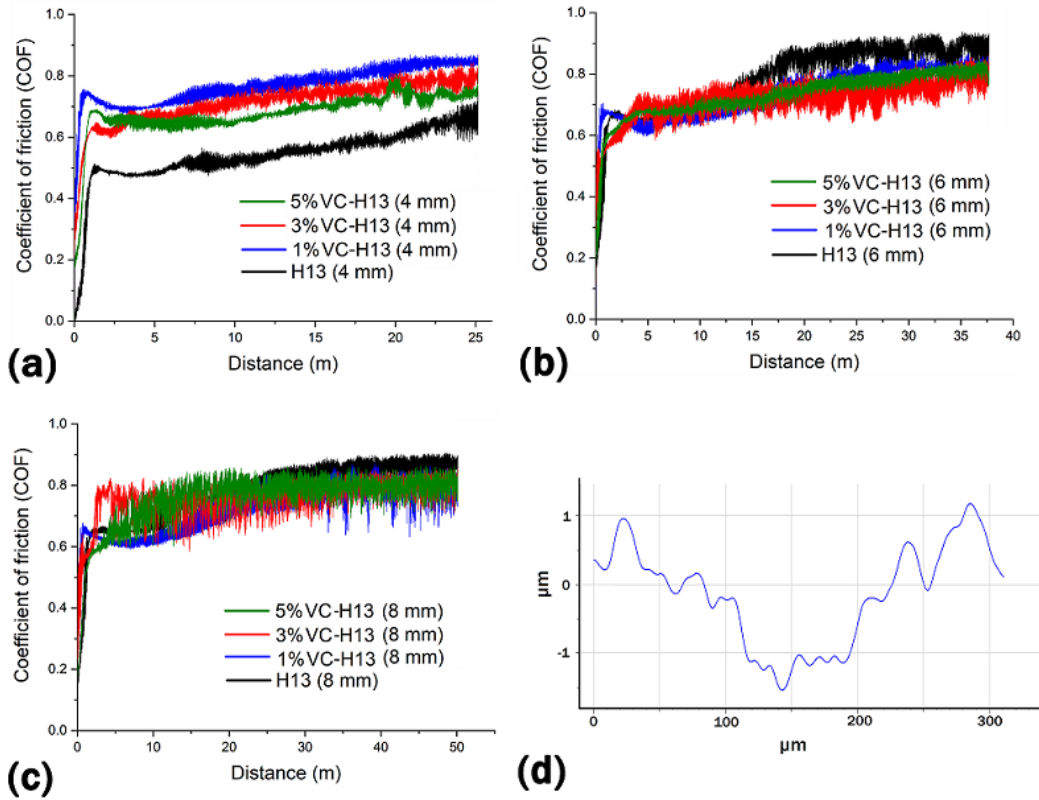 Coefficient of friction (COF)
1.0
0.8
0.6
0.4
0.2
0.0
5%VC-H13 (4 mm)
3%VC-H13 (4 mm)
1%VC-H13 (4 mm)
H13 (4 mm)
0 5 10 15 20 25
Distance (m)
(a)
Coefficient of friction (COF)
1.0
0.8
0.6
0.4
0.2
0.0
5%VC-H13 (6 mm)
3%VC-H13 (6 mm)
1%VC-H13 (6 mm)
H13 (6 mm)
0 5 10 15 20 25 30 35 40
Distance (m)
(b)
Coefficient of friction (COF)
1.0
0.8
0.6
0.4
0.2
0.0
5%VC-H13 (8 mm)
3%VC-H13 (8 mm)
1%VC-H13 (8 mm)
H13 (8 mm)
0 10 20 30 40 50
Distance (m)
(c)
µm
1
0
-1
0 100 200 300
µm
(d)